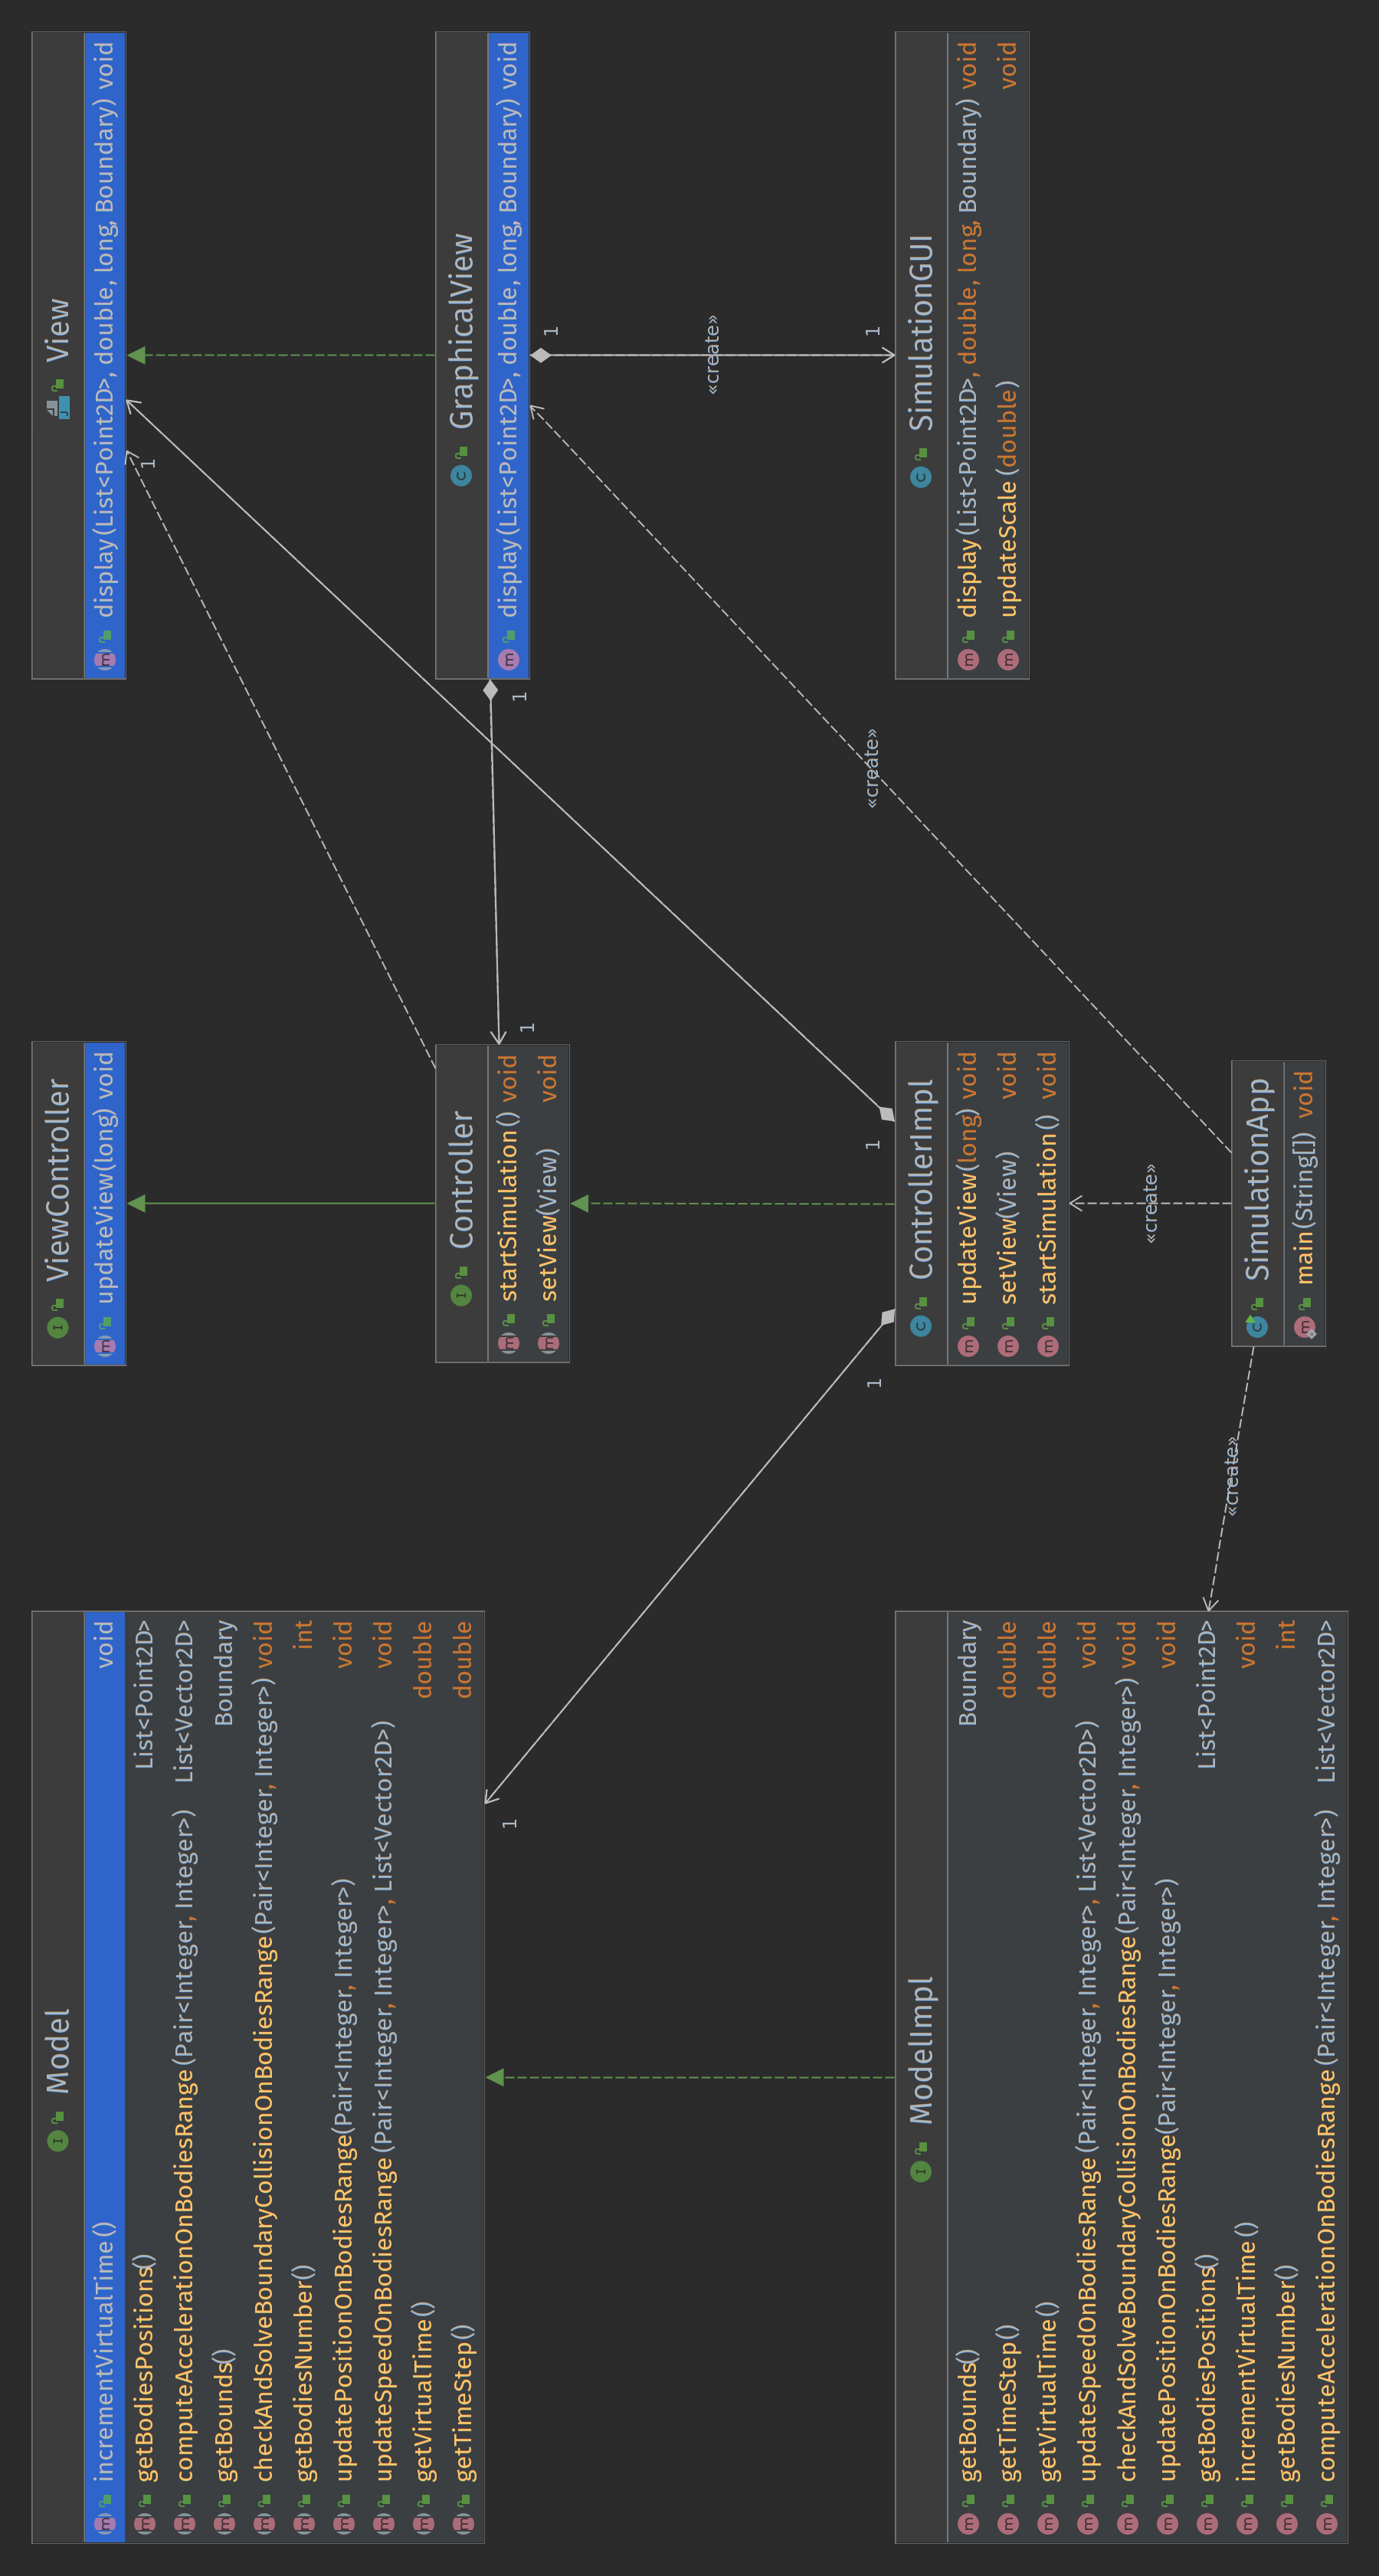 Model
incrementVirtualTime() void
getBodiesPositions() List<Point2D>
computeAccelerationOnBodiesRange(Pair<Integer, Integer>) List<Vector2D>
getBounds() Boundary
checkAndSolveBoundaryCollisionOnBodiesRange(Pair<Integer, Integer>) void
getBodiesNumber() int
updatePositionOnBodiesRange(Pair<Integer, Integer>) void
updateSpeedOnBodiesRange(Pair<Integer, Integer>, List<Vector2D>) void
getVirtualTime() double
getTimeStep() double
ViewController
updateView(long) void
View
display(List<Point2D>, double, long, Boundary) void
1
Controller
startSimulation() void
setView(View) void
1
1
GraphicalView
display(List<Point2D>, double, long, Boundary) void
1
1
«create»
1
ModelImpl
getBounds() Boundary
getTimeStep() double
getVirtualTime() double
updateSpeedOnBodiesRange(Pair<Integer, Integer>, List<Vector2D>) void
checkAndSolveBoundaryCollisionOnBodiesRange(Pair<Integer, Integer>) void
updatePositionOnBodiesRange(Pair<Integer, Integer>) void
getBodiesPositions() List<Point2D>
incrementVirtualTime() void
getBodiesNumber() int
computeAccelerationOnBodiesRange(Pair<Integer, Integer>) List<Vector2D>
1
1
«create»
ControllerImpl
updateView(long) void
setView(View) void
startSimulation() void
SimulationGUI
display(List<Point2D>, double, long, Boundary) void
updateScale(double) void
«create»
«create»
SimulationApp
main(String[]) void